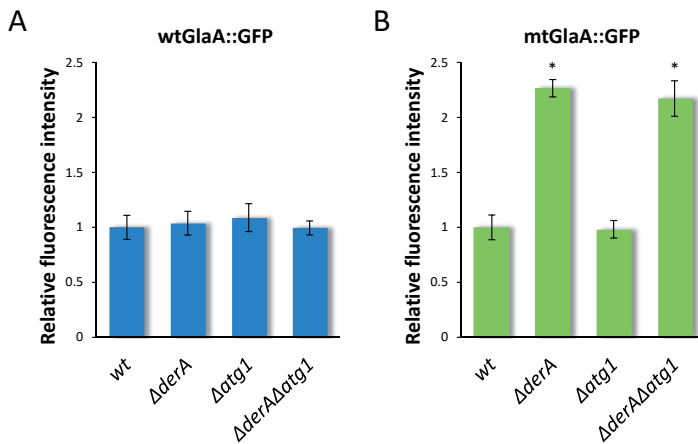 A
wtGlaA::GFP
Relative fluorescence intensity
2.5
2
1.5
1
0.5
0
wt
ΔderA
Δatg1
ΔderAΔatg1
B
mtGlaA::GFP
Relative fluorescence intensity
2.5
2
1.5
1
0.5
0
*
*
wt
ΔderA
Δatg1
ΔderAΔatg1